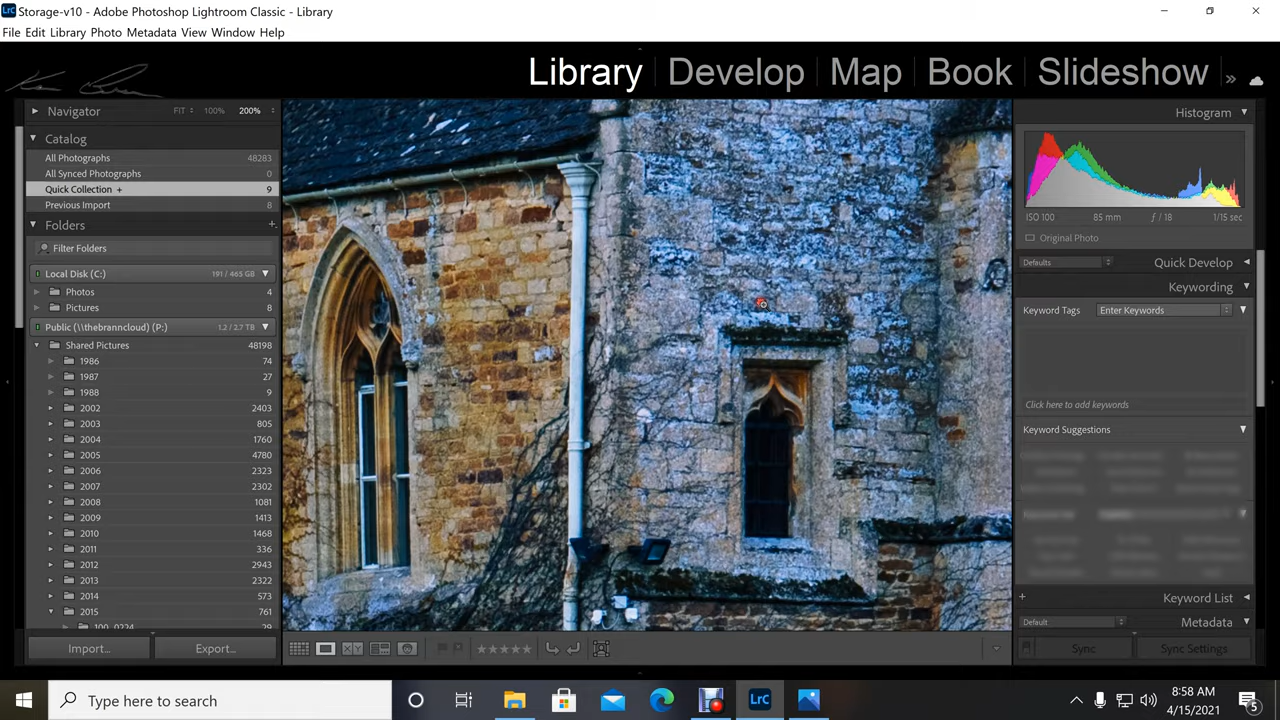 LrC Storage-v10 - Adobe Photoshop Lightroom Classic - Library
File Edit Library Photo Metadata View Window Help
Library Develop Map Book Slideshow »
Navigator FIT 100% 200%
Catalog
All Photographs 48283
All Synced Photographs 0
Quick Collection + 9
Previous Import 8
Folders +
Filter Folders
Local Disk (C:) 191 / 465 GB
Photos 4
Pictures 8
Public (\\thebranncloud) (P:) 1.2 / 2.7 TB
Shared Pictures 48198
1986 74
1987 27
1988 9
2002 2403
2003 805
2004 1760
2005 4780
2006 2323
2007 2302
2008 1081
2009 1413
2010 1468
2011 336
2012 2943
2013 2322
2014 573
2015 761
100_0224 29
Import... Export...
XY
Histogram
ISO 100 85 mm ƒ / 18 1/15 sec
Original Photo
Defaults Quick Develop
Keywording
Keyword Tags Enter Keywords
Click here to add keywords
Keyword Suggestions
+ Keyword List
Default Metadata
Sync Sync Settings
Type here to search
LrC
8:58 AM
4/15/2021
5